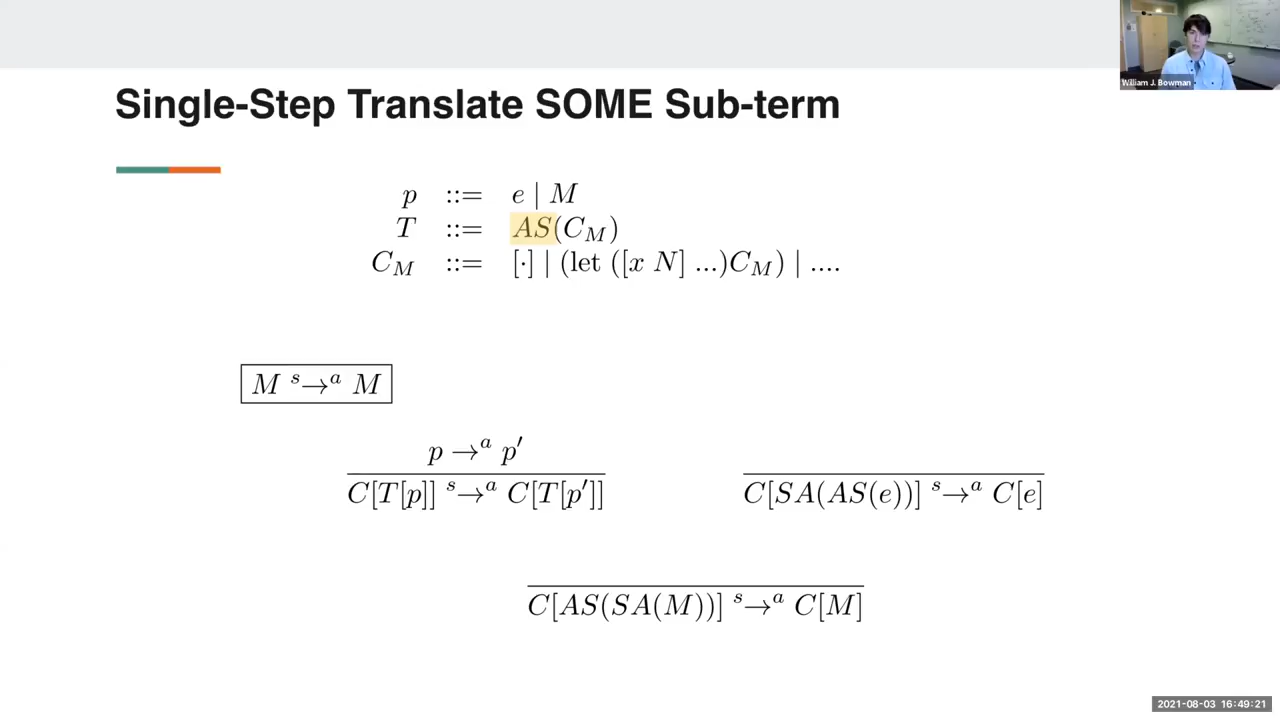 William J. Bowman
Single-Step Translate SOME Sub-term
p ::= e | M
T ::= AS(C_M)
C_M ::= [·] | (let ([x N] ...)C_M) | ....
M ˢ→ᵃ M
p →ᵃ p′
C[T[p]] ˢ→ᵃ C[T[p′]]
C[SA(AS(e))] ˢ→ᵃ C[e]
C[AS(SA(M))] ˢ→ᵃ C[M]
2021-08-03 16:49:21